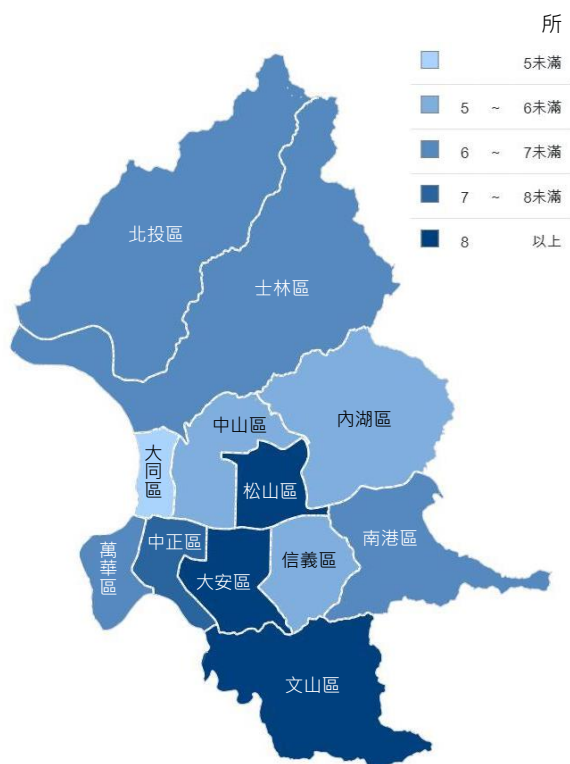 所
5未滿
5 ~ 6未滿
6 ~ 7未滿
7 ~ 8未滿
8 以上
北投區
士林區
內湖區
中山區
大同區
松山區
南港區
中正區
萬華區
信義區
大安區
文山區